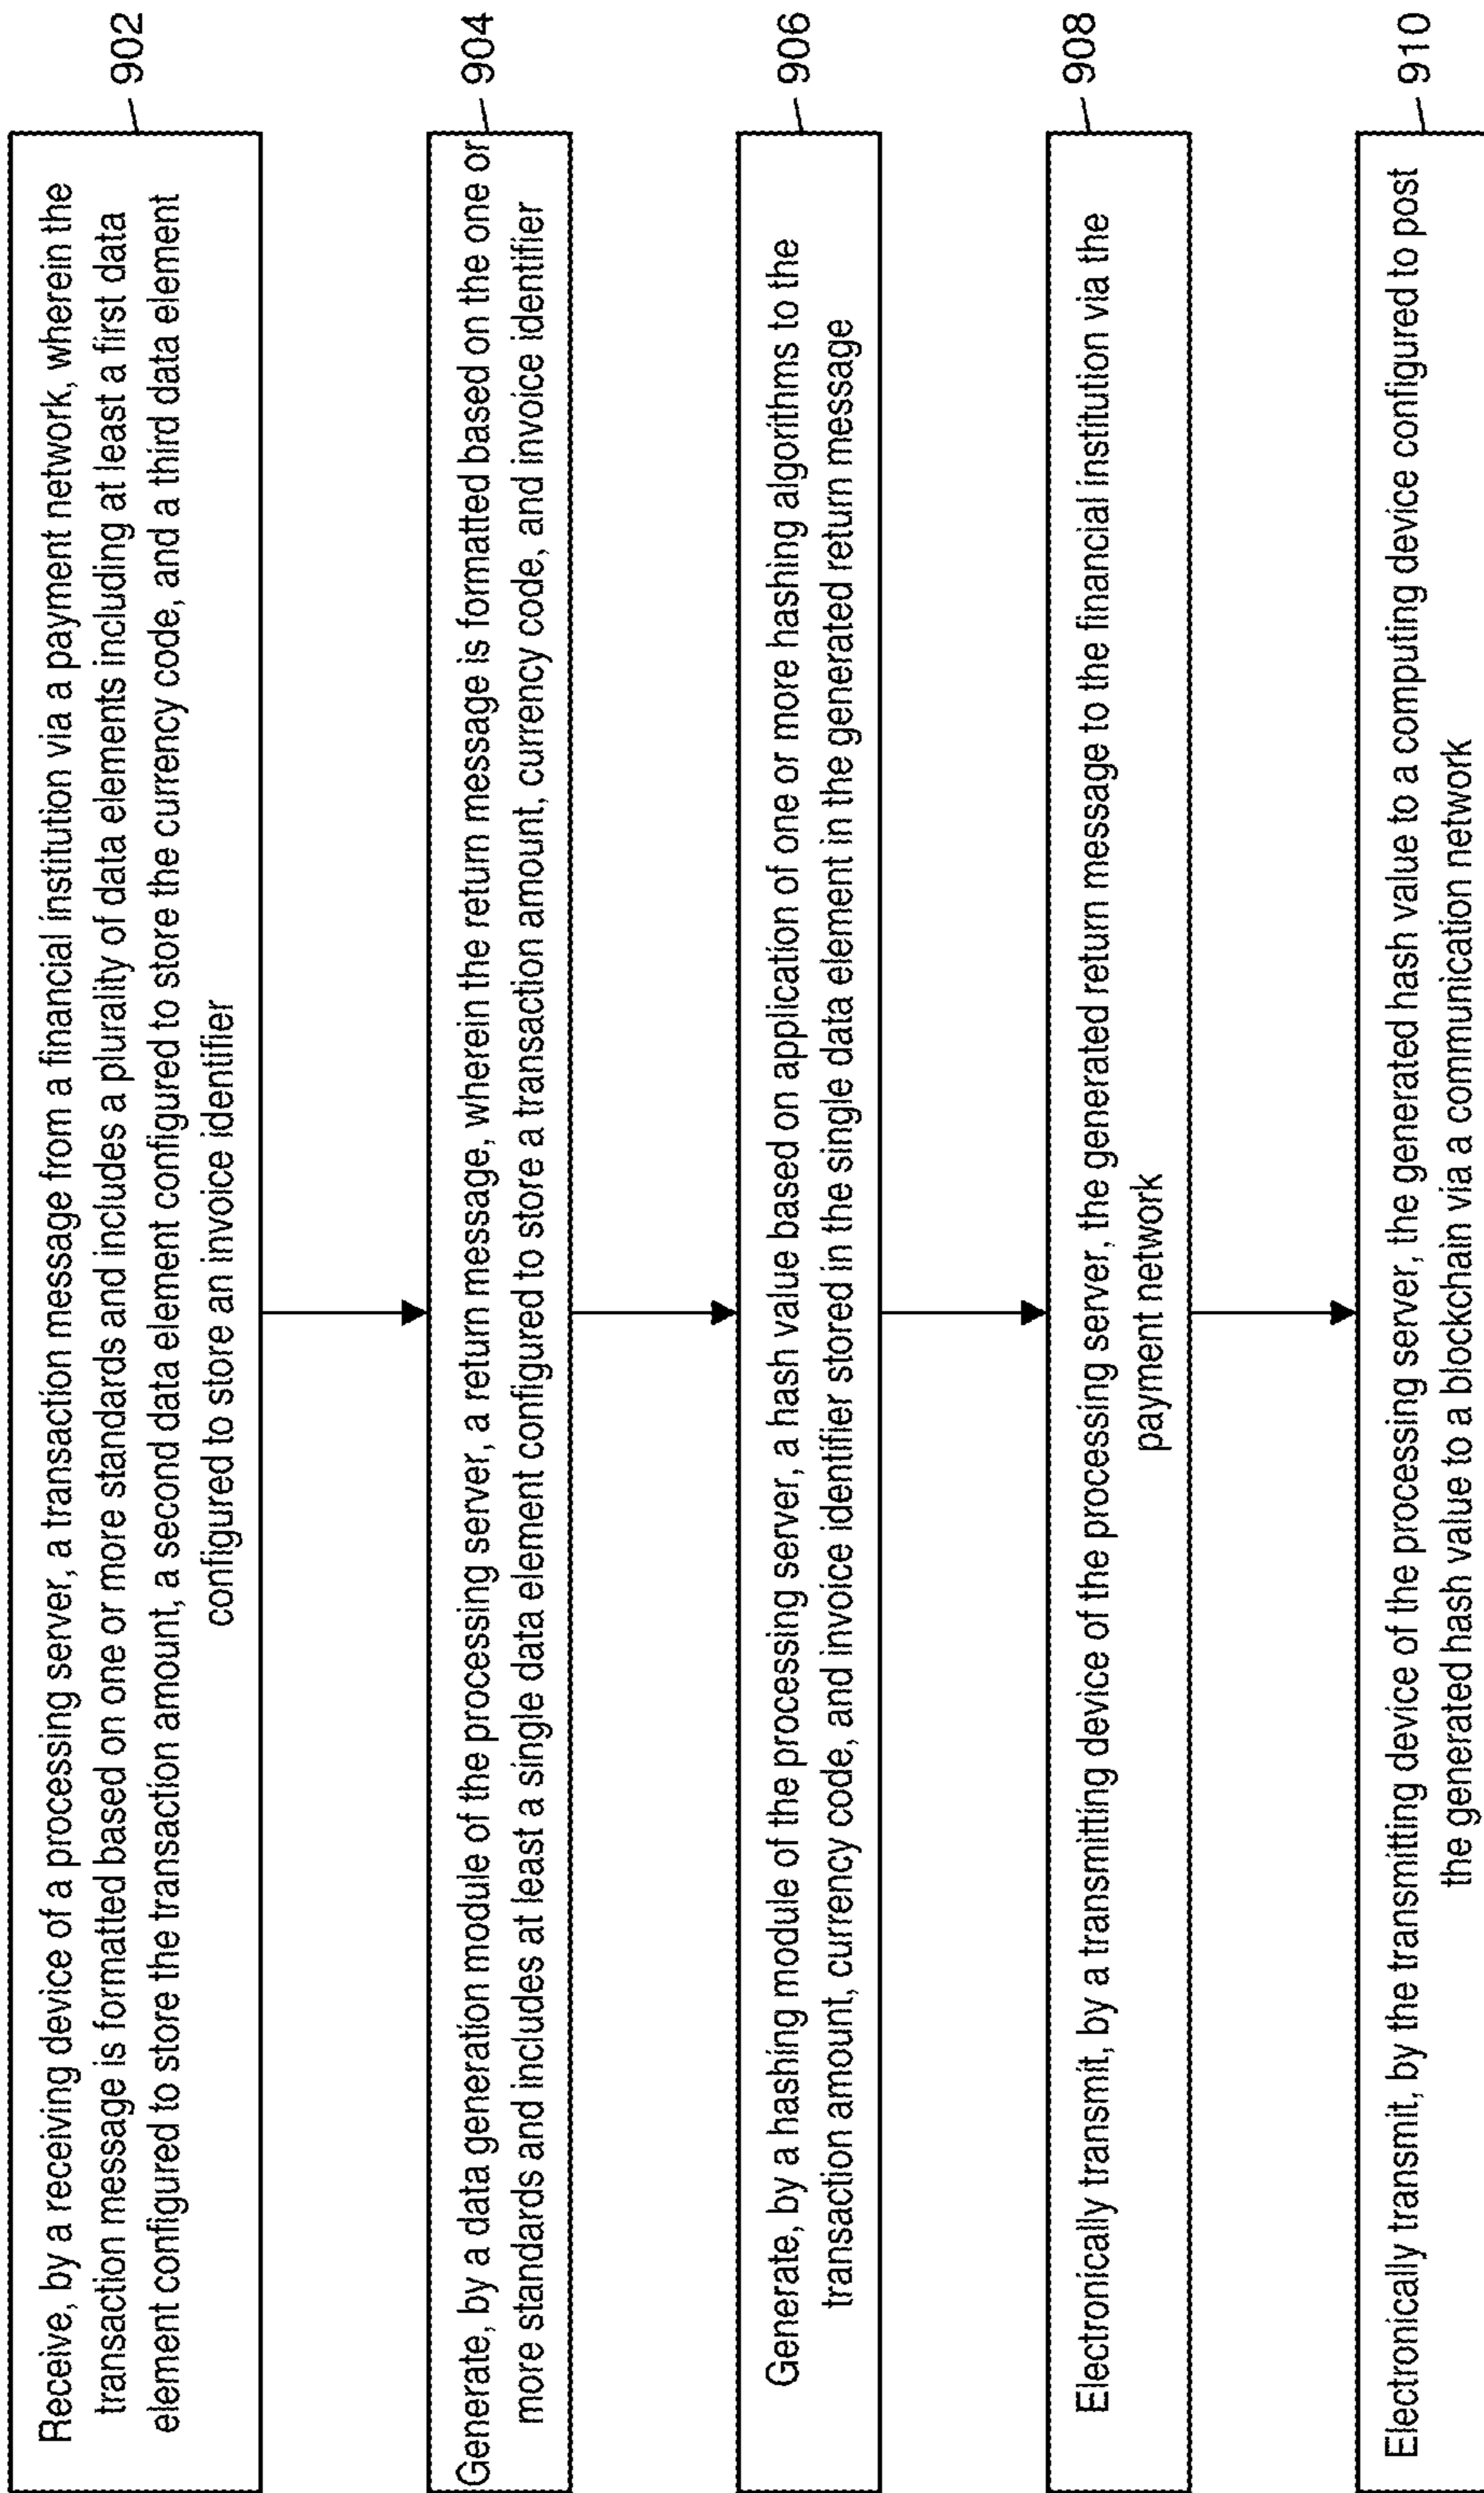 Receive, by a receiving device of a processing server, a transaction message from a financial institution via a payment network, wherein the
transaction message is formatted based on one or more standards and includes a plurality of data elements including at least a first data
element configured to store the transaction amount, a second data element configured to store the currency code, and a third data element
configured to store an invoice identifier
902
Generate, by a data generation module of the processing server, a return message, wherein the return message is formatted based on the one or
more standards and includes at least a single data element configured to store a transaction amount, currency code, and invoice identifier
904
Generate, by a hashing module of the processing server, a hash value based on application of one or more hashing algorithms to the
transaction amount, currency code, and invoice identifier stored in the single data element in the generated return message
906
Electronically transmit, by a transmitting device of the processing server, the generated return message to the financial institution via the
payment network
908
Electronically transmit, by the transmitting device of the processing server, the generated hash value to a computing device configured to post
the generated hash value to a blockchain via a communication network
910